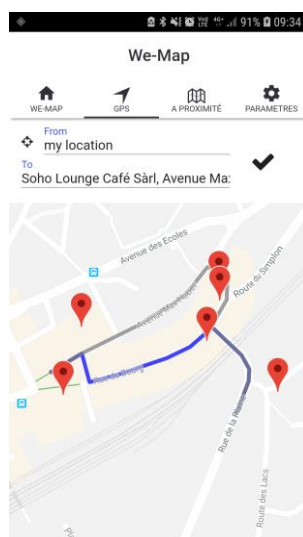 91% 09:34
We-Map
WE-MAP GPS A PROXIMITÉ PARAMETRES
From
my location
To
Soho Lounge Café Sàrl, Avenue Ma
Avenue des Ecoles
Avenue Max-Huber
Route du Simplon
Rue du Bourg
Rue de la Plaine
Route des Lacs